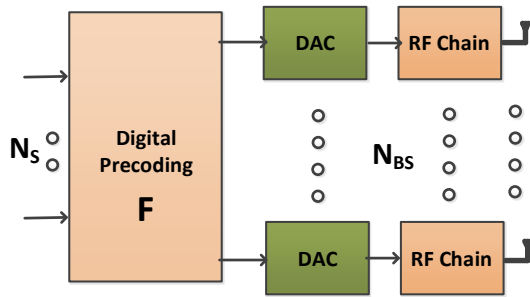 DAC
RF Chain
N_S
Digital
Precoding
F
N_BS
DAC
RF Chain